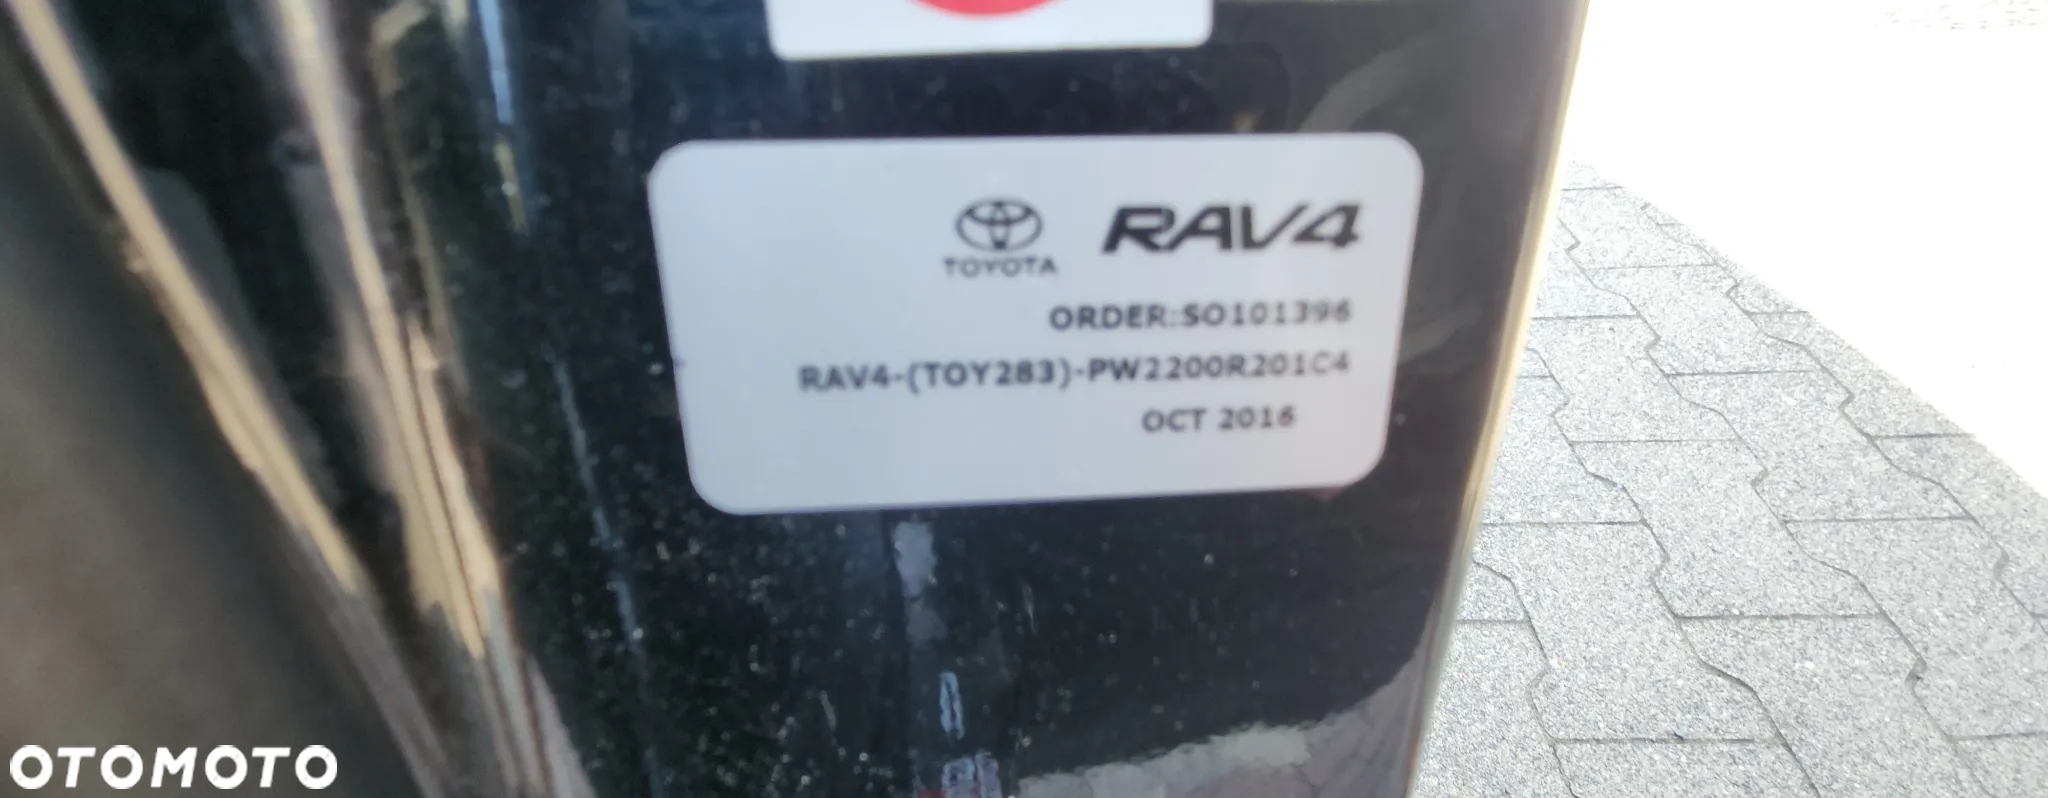 TOYOTA RAV4
ORDER:SO101396
RAV4-(TOY283)-PW2200R201C4
OCT 2016
OTOMOTO